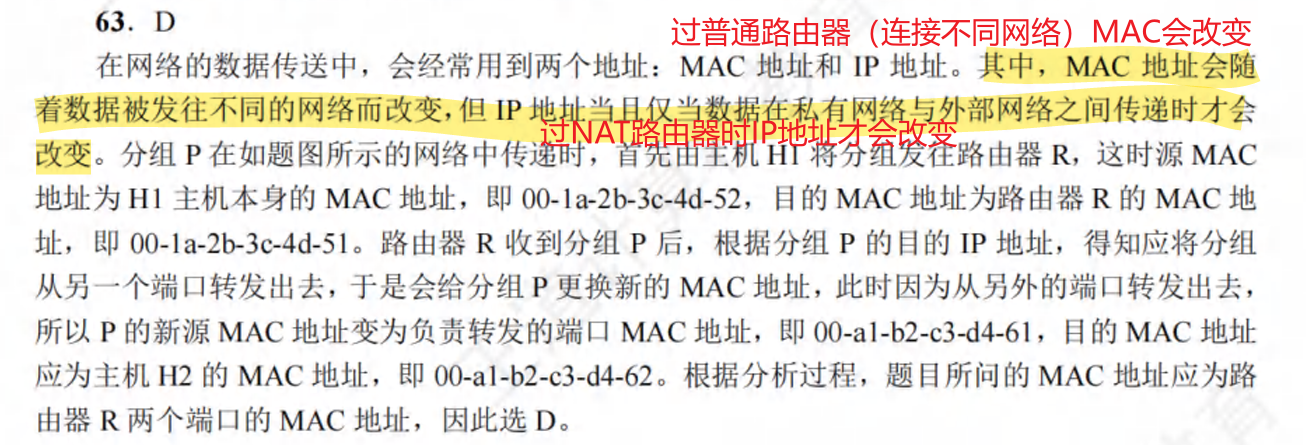 63. D
过普通路由器（连接不同网络）MAC会改变
在网络的数据传送中，会经常用到两个地址：MAC 地址和 IP 地址。其中，MAC 地址会随
着数据被发往不同的网络而改变，但 IP 地址当且仅当数据在私有网络与外部网络之间传递时才会
过NAT路由器时IP地址才会改变
改变。分组 P 在如题图所示的网络中传递时，首先由主机 H1 将分组发往路由器 R，这时源 MAC
地址为 H1 主机本身的 MAC 地址，即 00-1a-2b-3c-4d-52，目的 MAC 地址为路由器 R 的 MAC 地
址，即 00-1a-2b-3c-4d-51。路由器 R 收到分组 P 后，根据分组 P 的目的 IP 地址，得知应将分组
从另一个端口转发出去，于是会给分组 P 更换新的 MAC 地址，此时因为从另外的端口转发出去，
所以 P 的新源 MAC 地址变为负责转发的端口 MAC 地址，即 00-a1-b2-c3-d4-61，目的 MAC 地址
应为主机 H2 的 MAC 地址，即 00-a1-b2-c3-d4-62。根据分析过程，题目所问的 MAC 地址应为路
由器 R 两个端口的 MAC 地址，因此选 D。